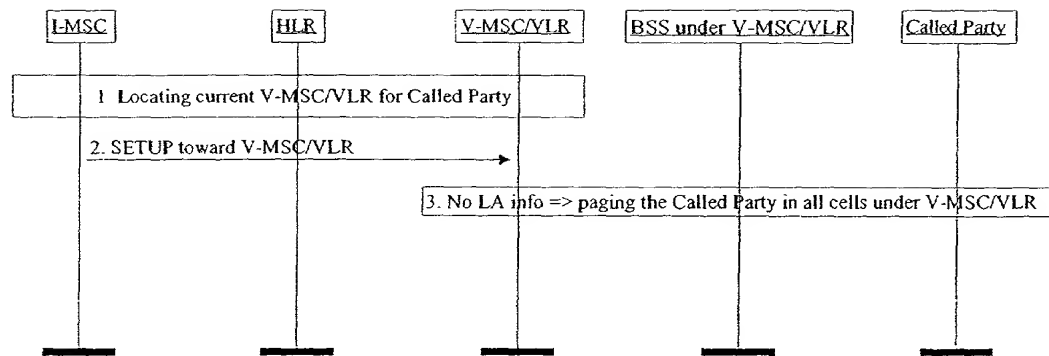 I-MSC
HLR
V-MSC/VLR
BSS under V-MSC/VLR
Called Party
1 Locating current V-MSC/VLR for Called Party
2. SETUP toward V-MSC/VLR
3. No LA info => paging the Called Party in all cells under V-MSC/VLR